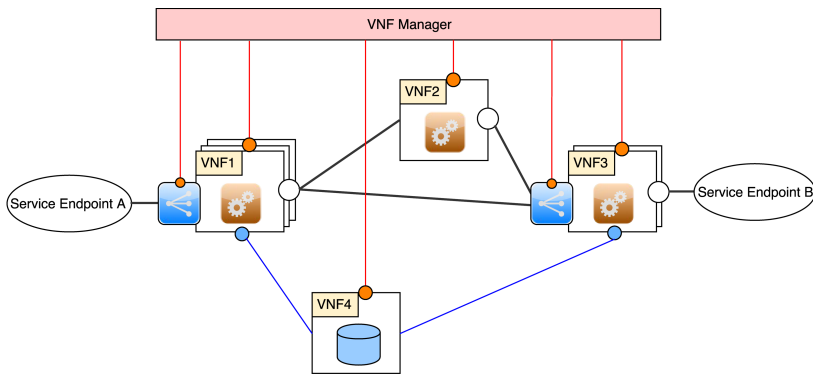 VNF Manager
VNF2
VNF1
VNF3
Service Endpoint A
Service Endpoint B
VNF4